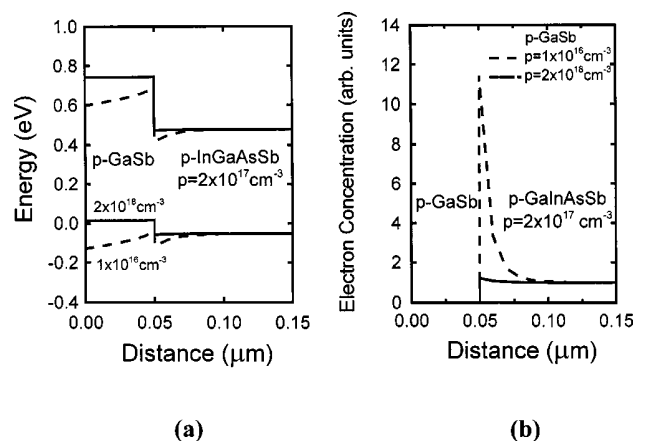 1.0
0.8
0.6
0.4
0.2
0.0
-0.2
-0.4
Energy (eV)
p-GaSb
p-InGaAsSb
p=2x10¹⁷cm⁻³
2x10¹⁸cm⁻³
1x10¹⁶cm⁻³
0.00 0.05 0.10 0.15
Distance (μm)
(a)
14
12
10
8
6
4
2
0
Electron Concentration (arb. units)
p-GaSb
p=1x10¹⁶cm⁻³
p=2x10¹⁸cm⁻³
p-GaSb
p-GaInAsSb
p=2x10¹⁷ cm⁻³
0.00 0.05 0.10 0.15
Distance (μm)
(b)